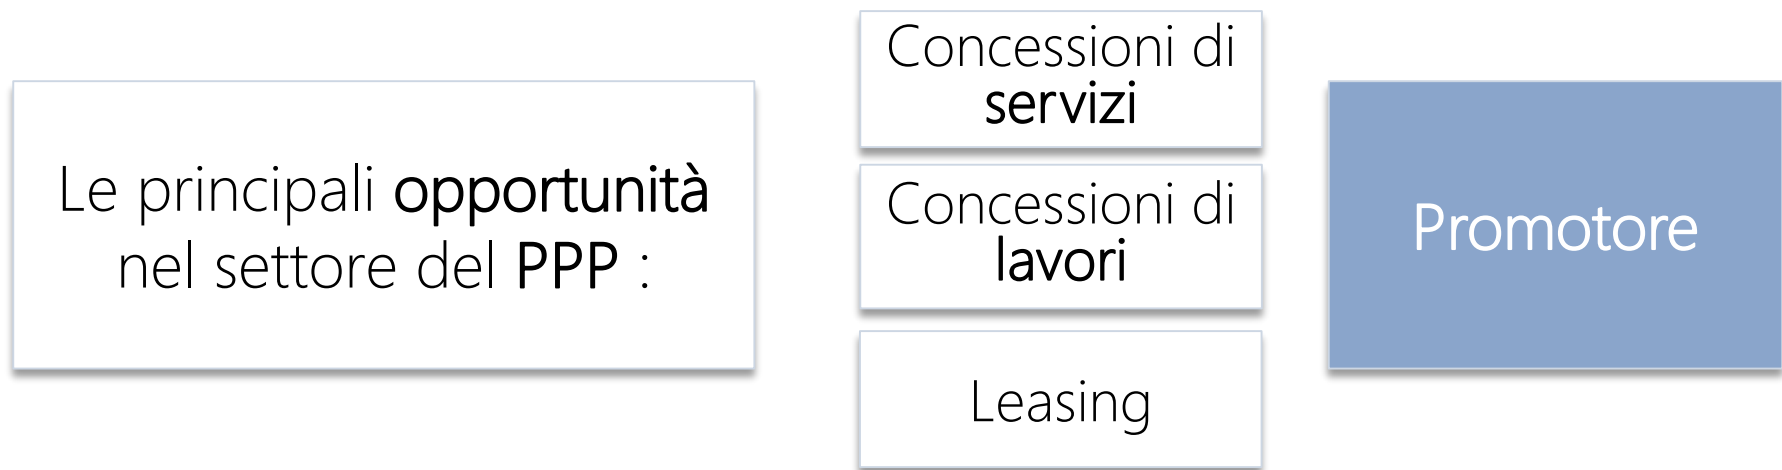 Le principali opportunità
nel settore del PPP :
Concessioni di
servizi
Concessioni di
lavori
Leasing
Promotore